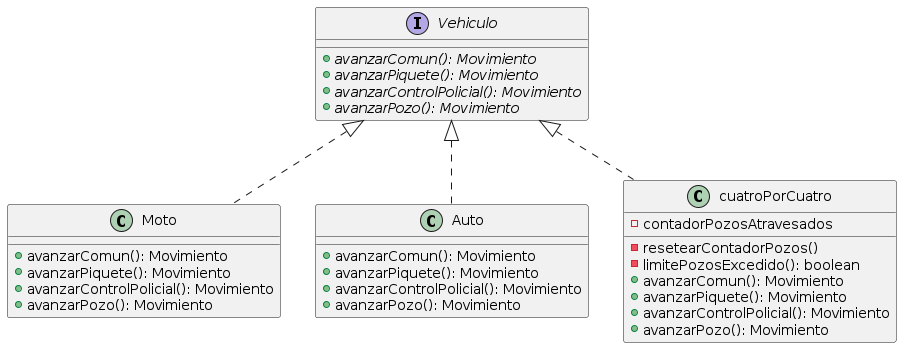 I Vehiculo
avanzarComun(): Movimiento
avanzarPiquete(): Movimiento
avanzarControlPolicial(): Movimiento
avanzarPozo(): Movimiento
C Moto
avanzarComun(): Movimiento
avanzarPiquete(): Movimiento
avanzarControlPolicial(): Movimiento
avanzarPozo(): Movimiento
C Auto
avanzarComun(): Movimiento
avanzarPiquete(): Movimiento
avanzarControlPolicial(): Movimiento
avanzarPozo(): Movimiento
C cuatroPorCuatro
contadorPozosAtravesados
resetearContadorPozos()
limitePozosExcedido(): boolean
avanzarComun(): Movimiento
avanzarPiquete(): Movimiento
avanzarControlPolicial(): Movimiento
avanzarPozo(): Movimiento